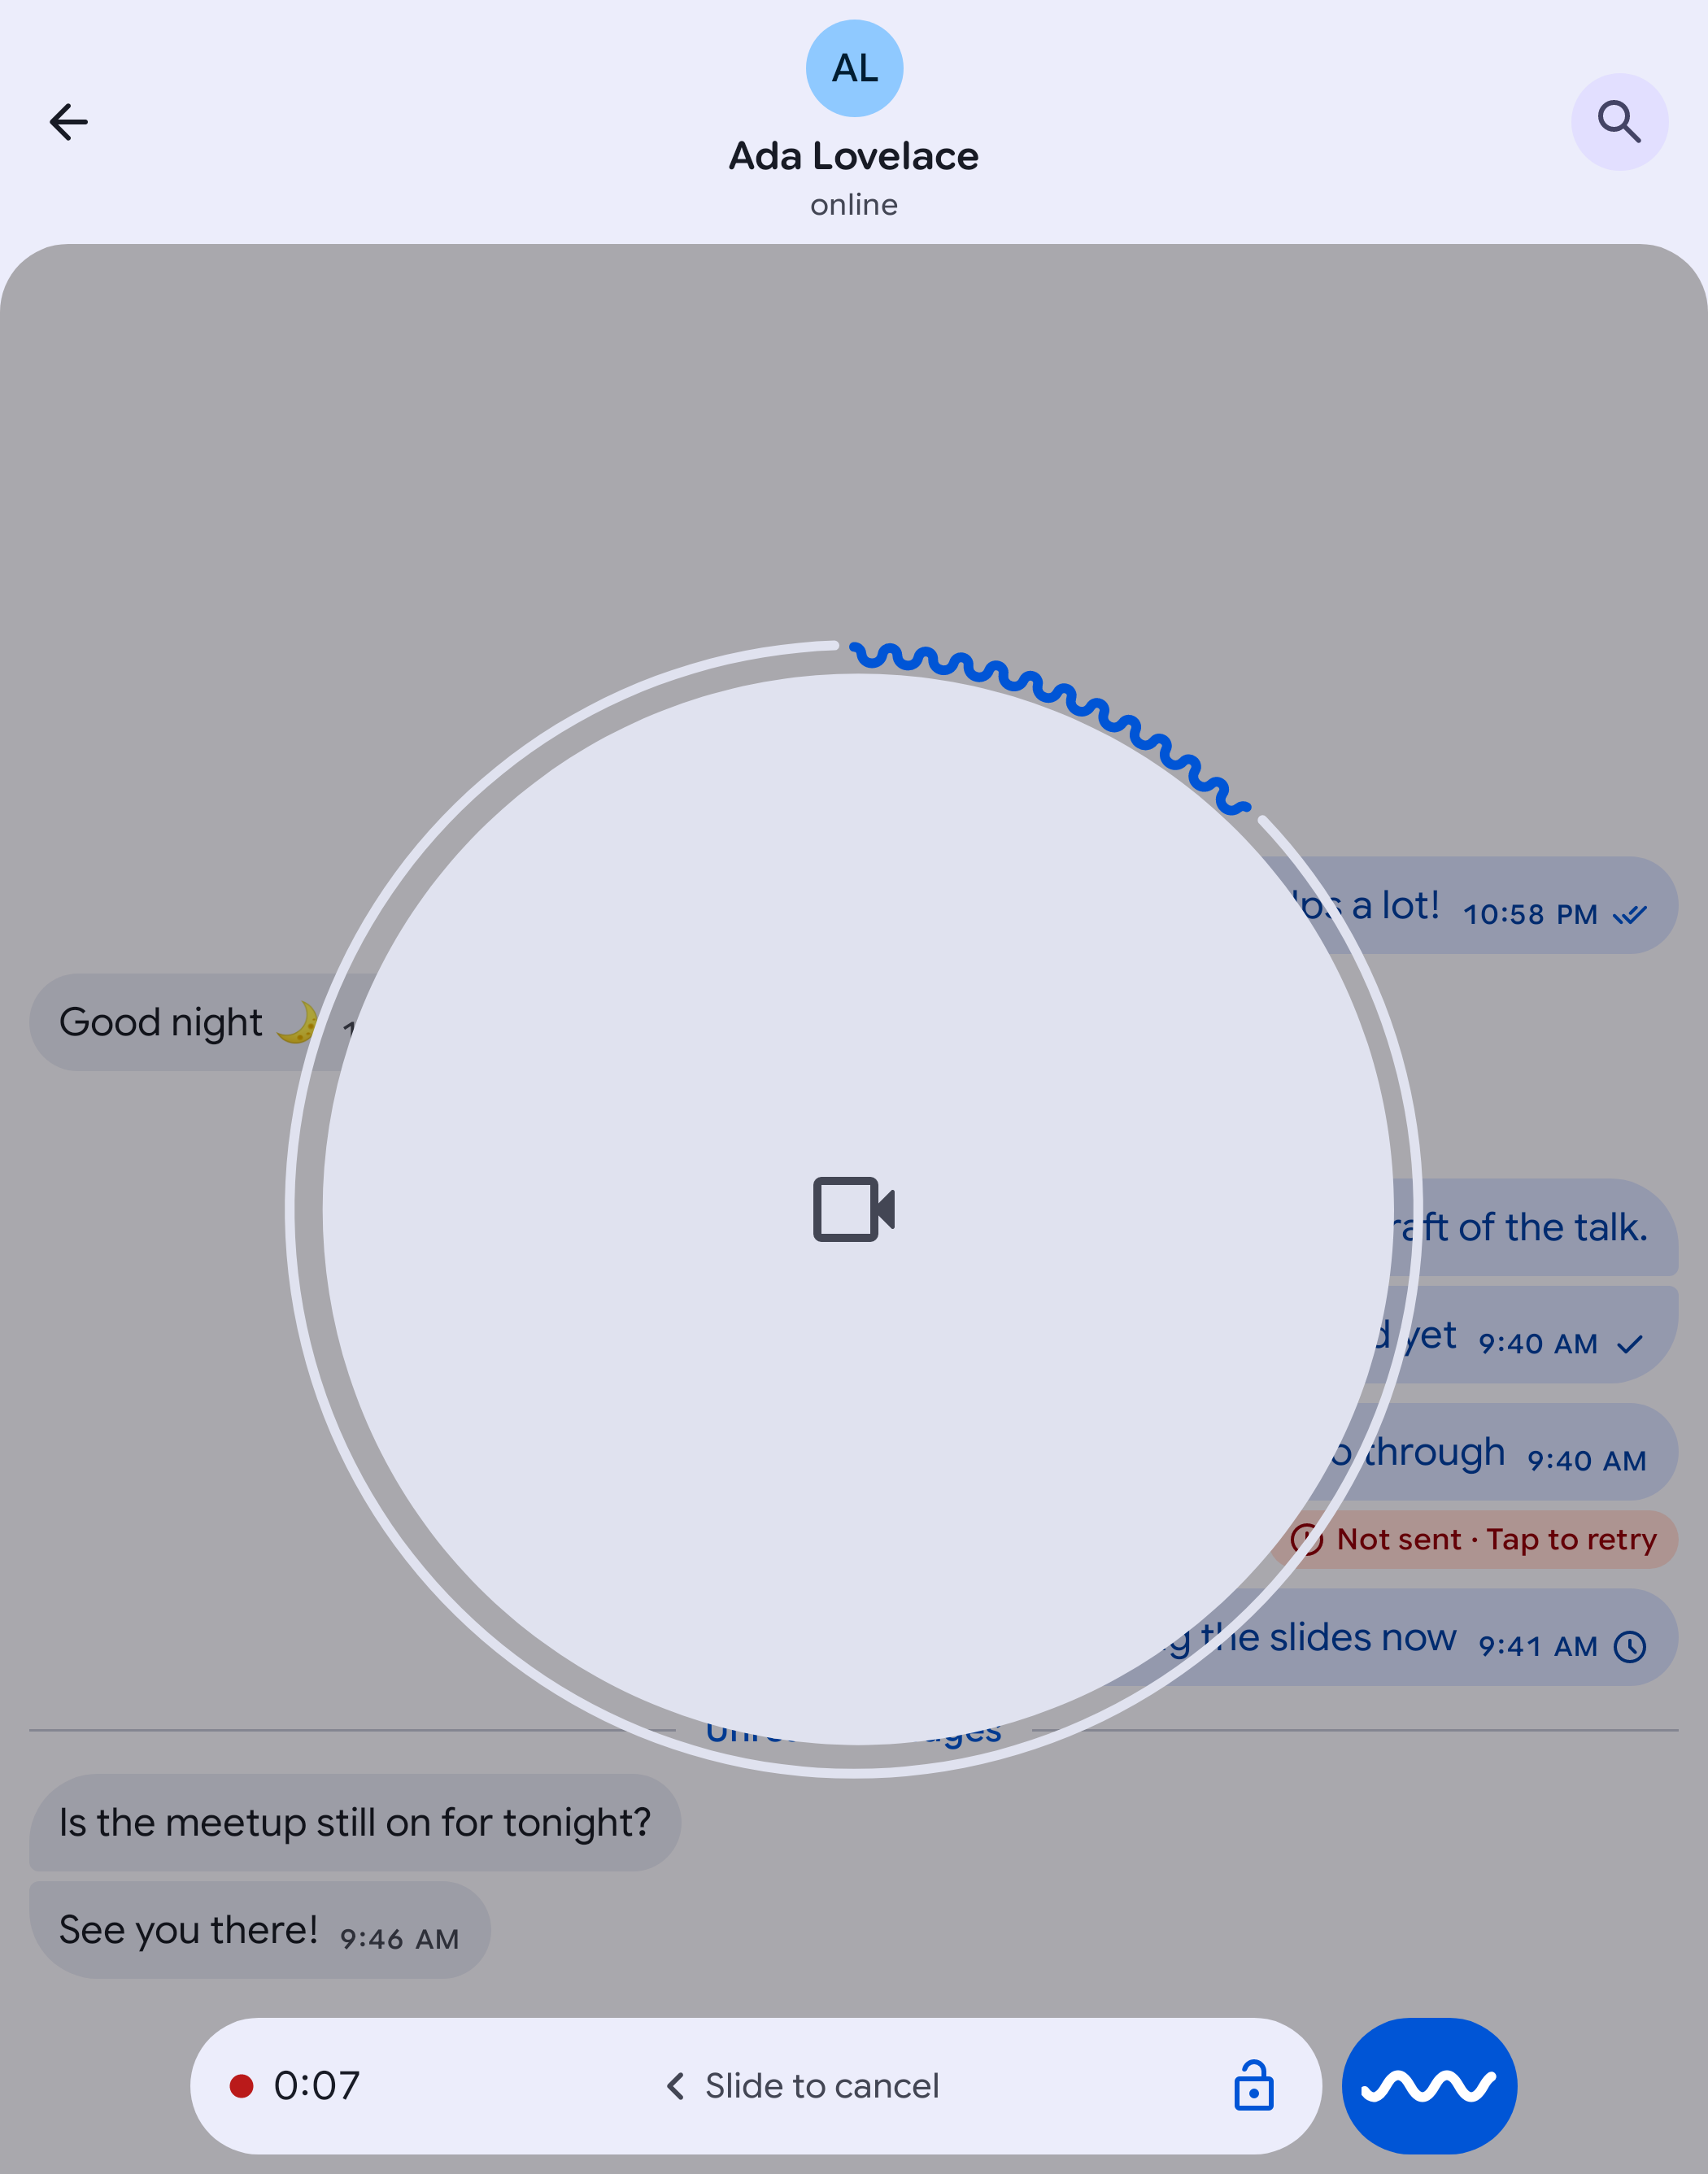 AL
Ada Lovelace
online
a lot! 10:58 PM
Good night 🌙
of the talk.
yet 9:40 AM
through 9:40 AM
Not sent · Tap to retry
the slides now 9:41 AM
Is the meetup still on for tonight?
See you there! 9:46 AM
0:07 Slide to cancel